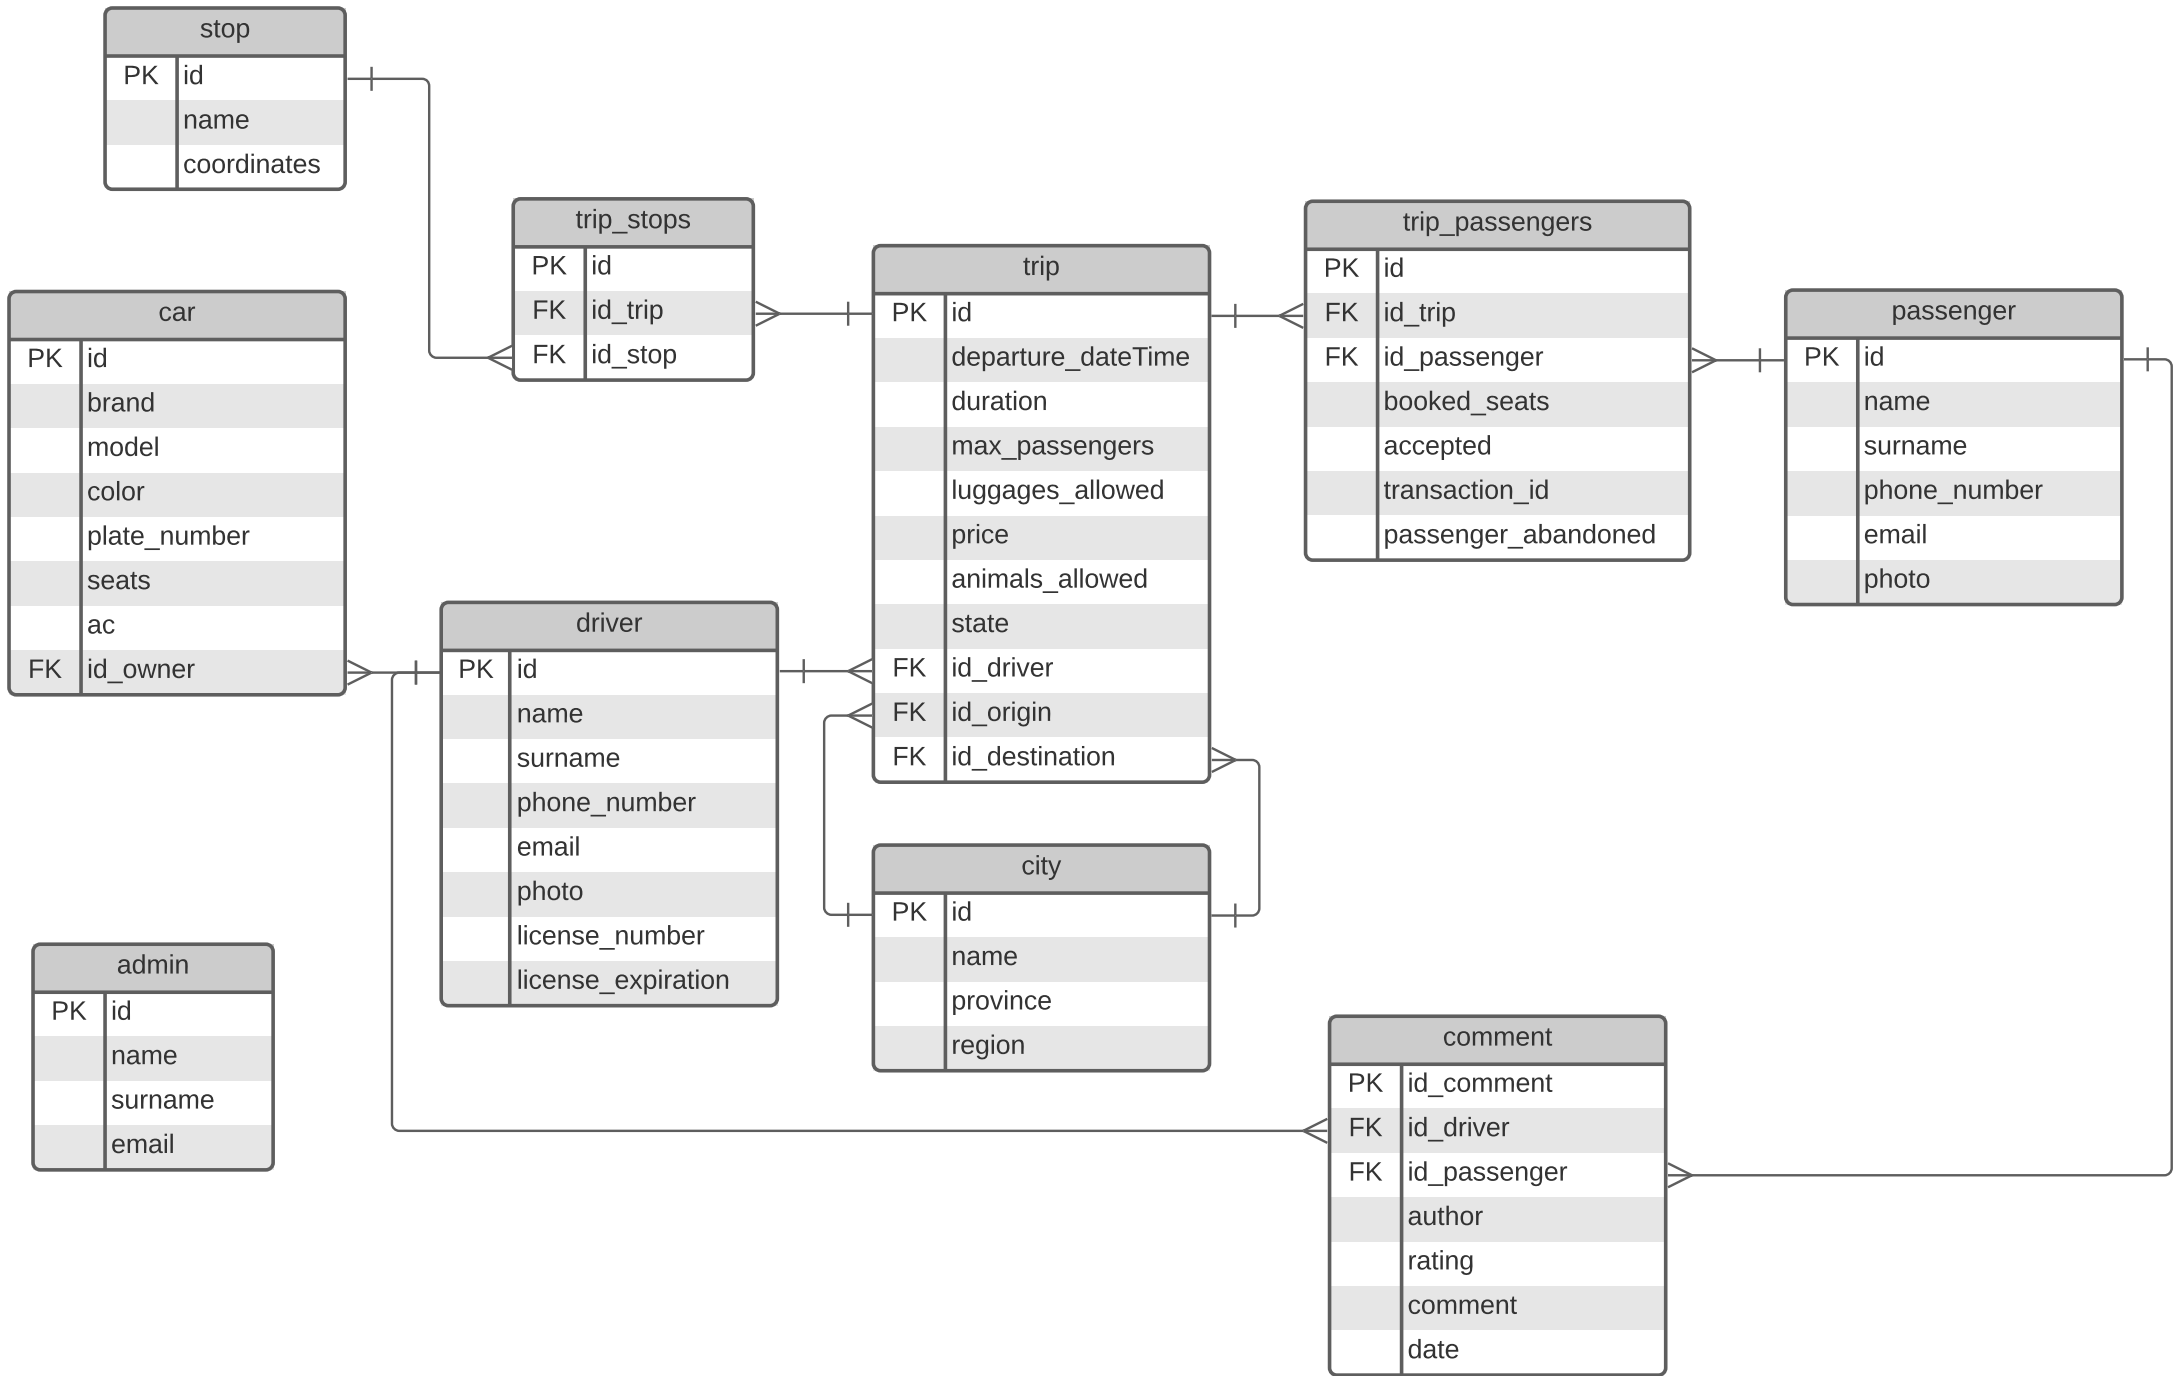 stop
PK id
name
coordinates
trip_stops
PK id
FK id_trip
FK id_stop
car
PK id
brand
model
color
plate_number
seats
ac
FK id_owner
trip
PK id
departure_dateTime
duration
max_passengers
luggages_allowed
price
animals_allowed
state
FK id_driver
FK id_origin
FK id_destination
trip_passengers
PK id
FK id_trip
FK id_passenger
booked_seats
accepted
transaction_id
passenger_abandoned
passenger
PK id
name
surname
phone_number
email
photo
driver
PK id
name
surname
phone_number
email
photo
license_number
license_expiration
city
PK id
name
province
region
admin
PK id
name
surname
email
comment
PK id_comment
FK id_driver
FK id_passenger
author
rating
comment
date